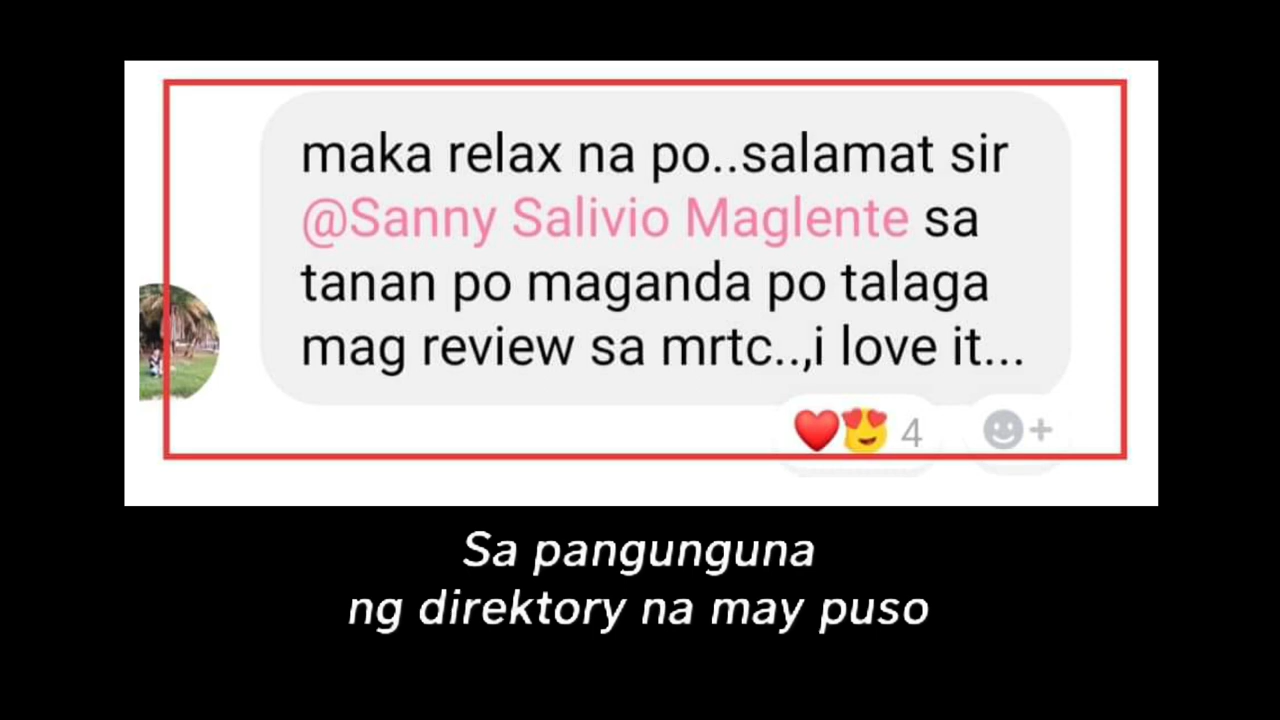 maka relax na po..salamat sir
@Sanny Salivio Maglente sa
tanan po maganda po talaga
mag review sa mrtc..,i love it...
4
Sa pangunguna
ng direktory na may puso